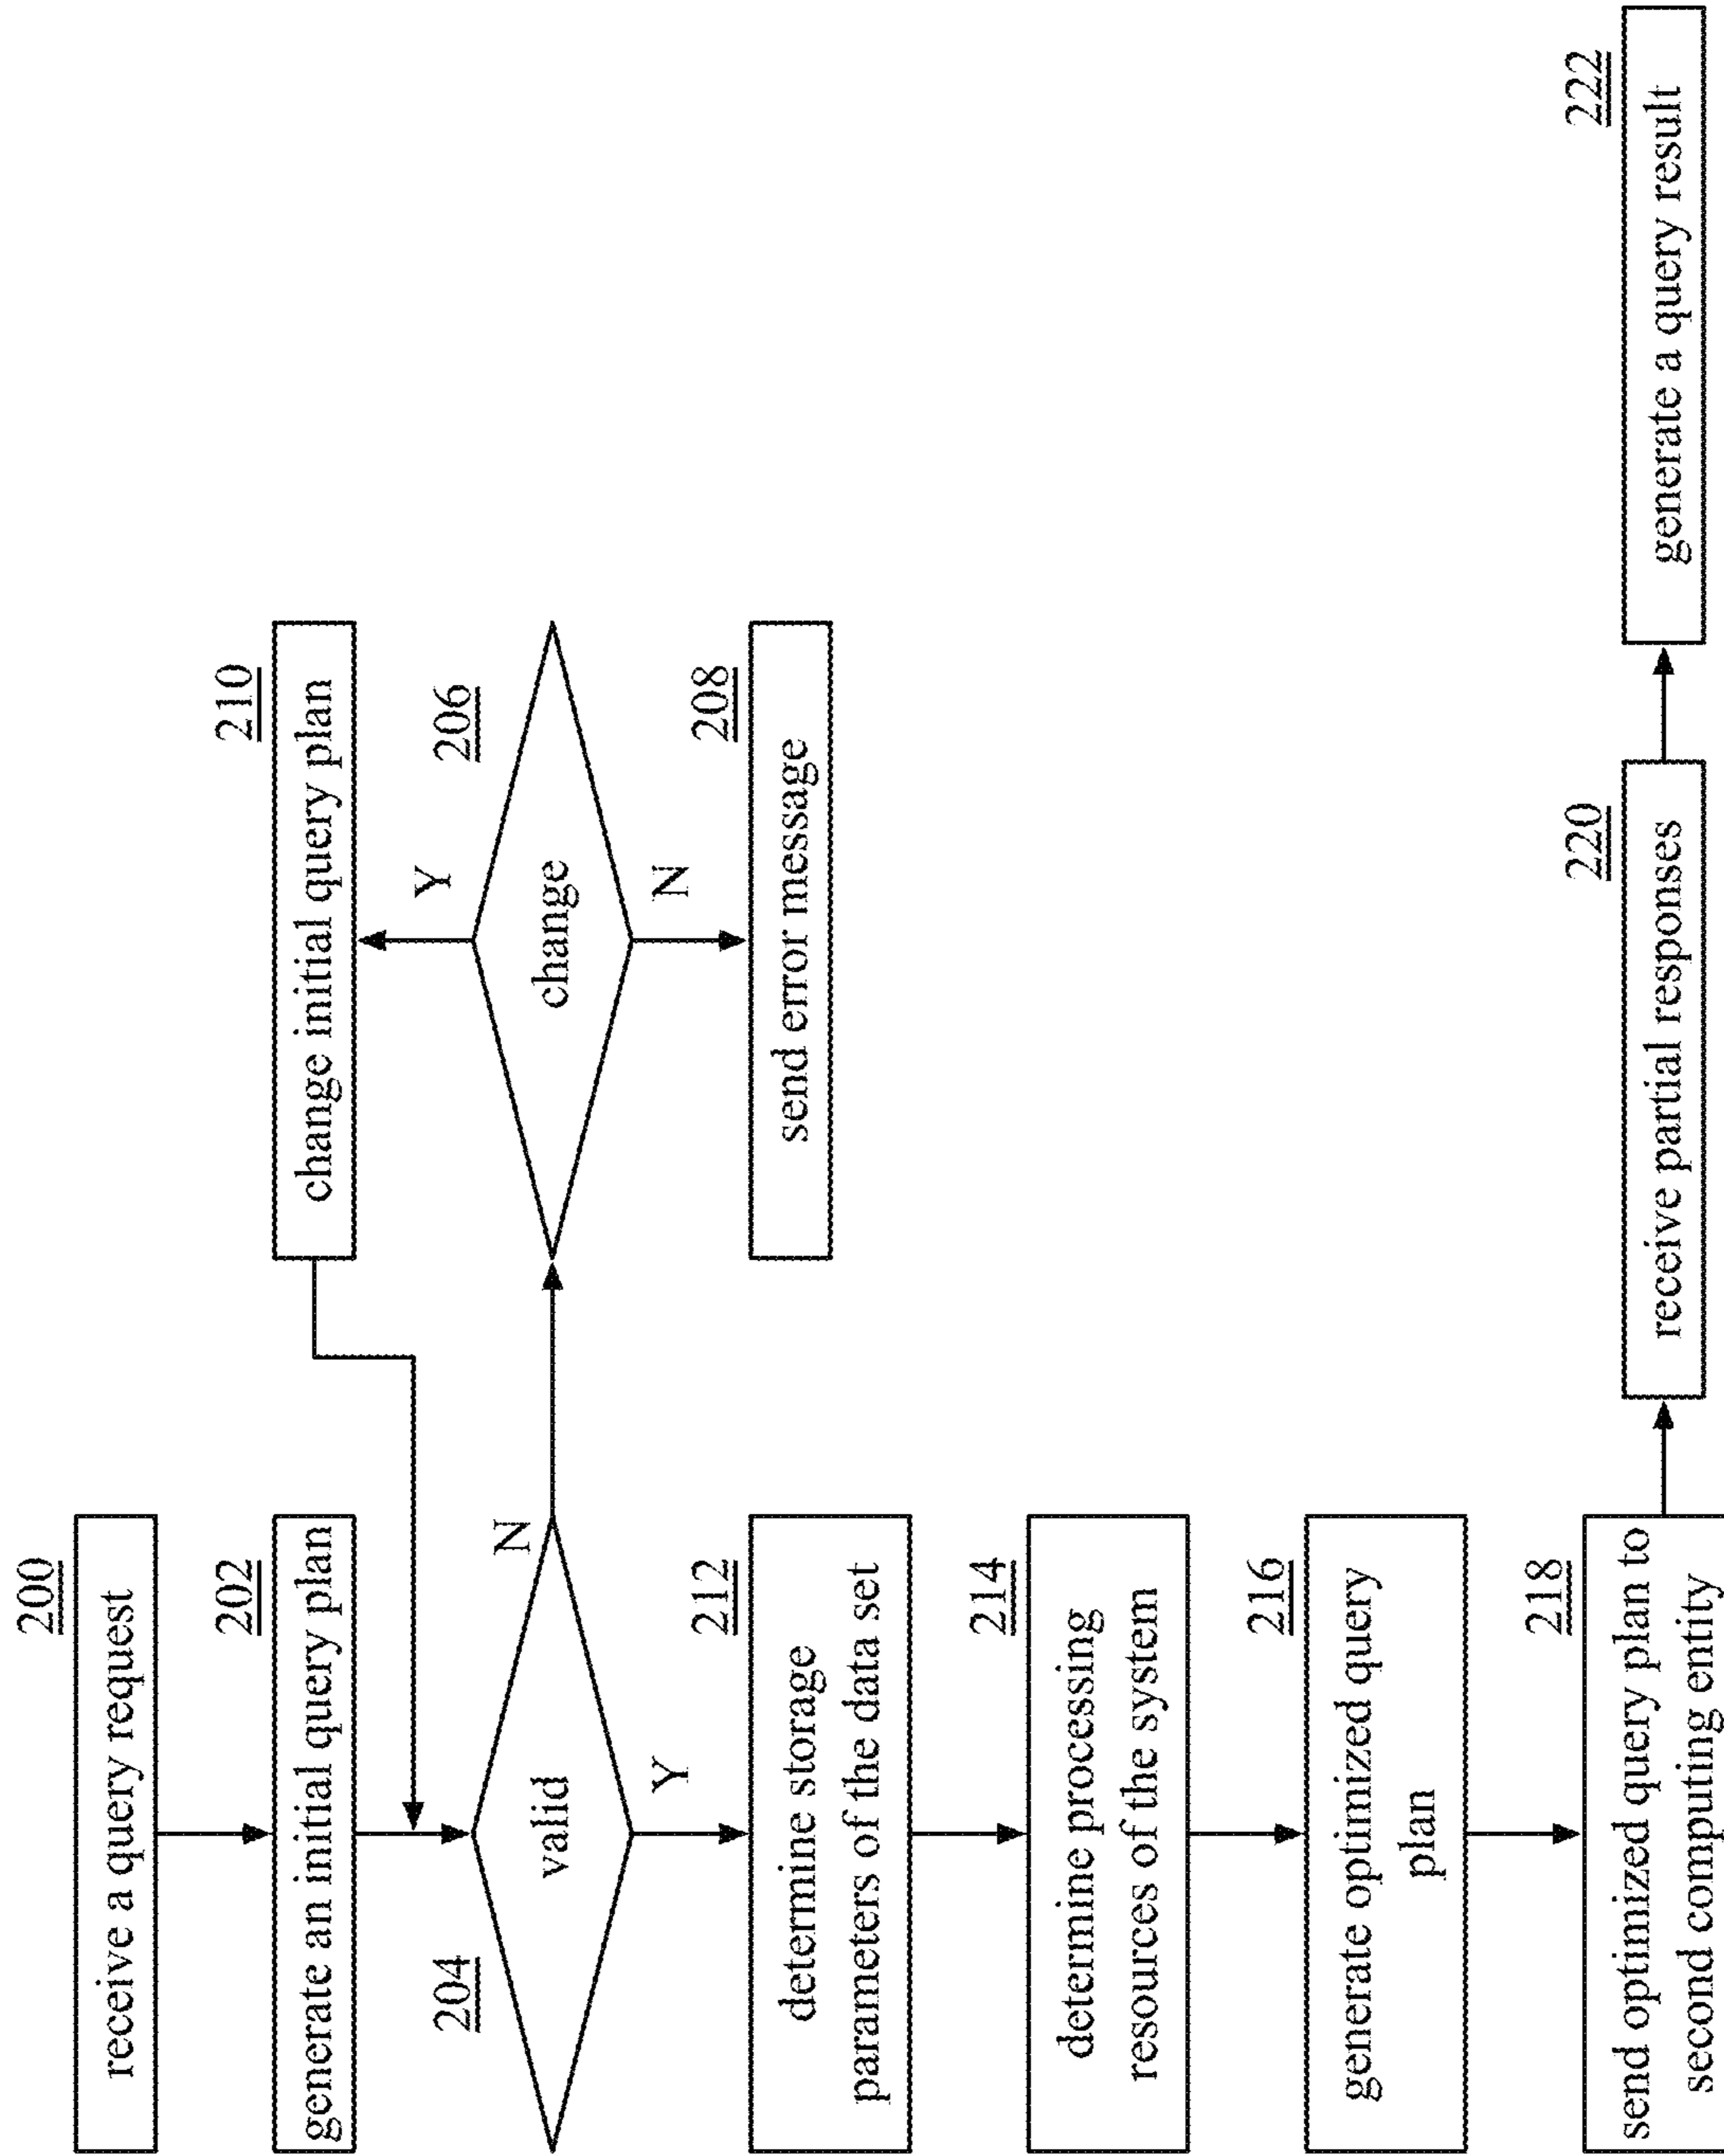 200
receive a query request
202
generate an initial query plan
204
valid
N
Y
210
change initial query plan
Y
206
change
N
208
send error message
212
determine storage
parameters of the data set
214
determine processing
resources of the system
216
generate optimized query
plan
218
send optimized query plan to
second computing entity
220
receive partial responses
222
generate a query result